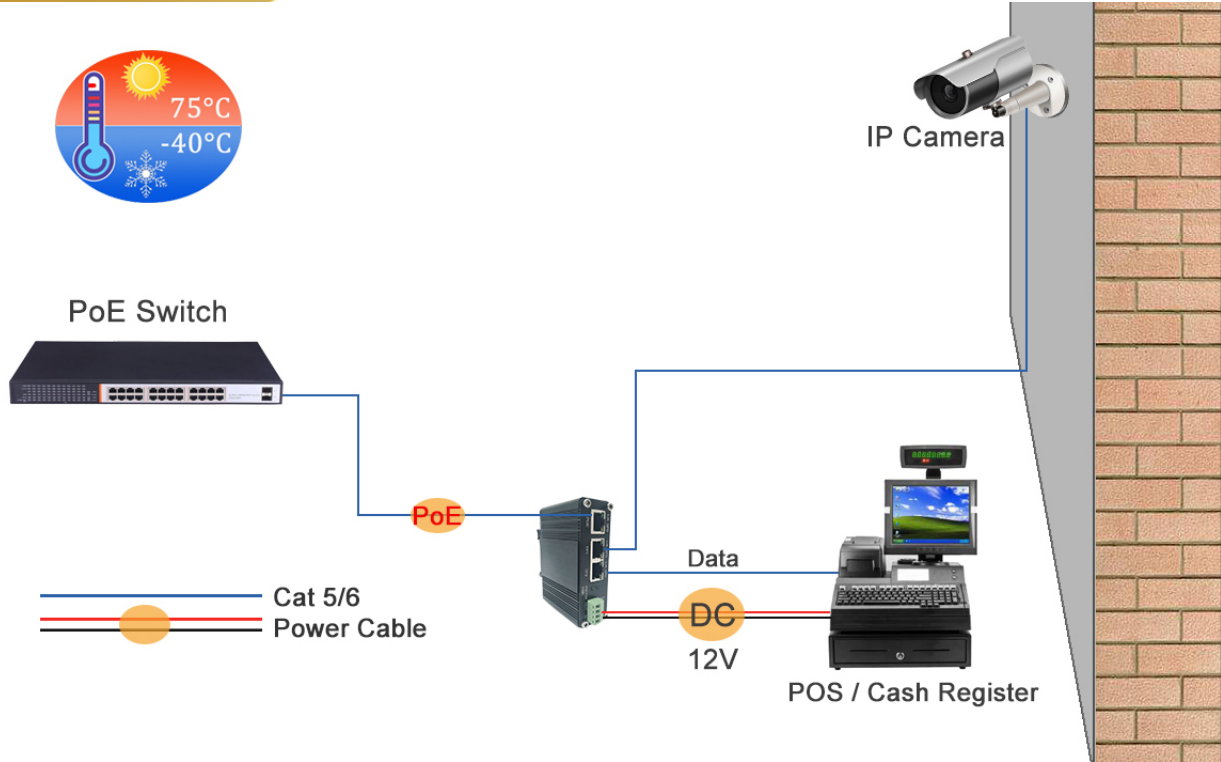 75°C
-40°C
IP Camera
PoE Switch
PoE
Data
DC
12V
Cat 5/6
Power Cable
POS / Cash Register